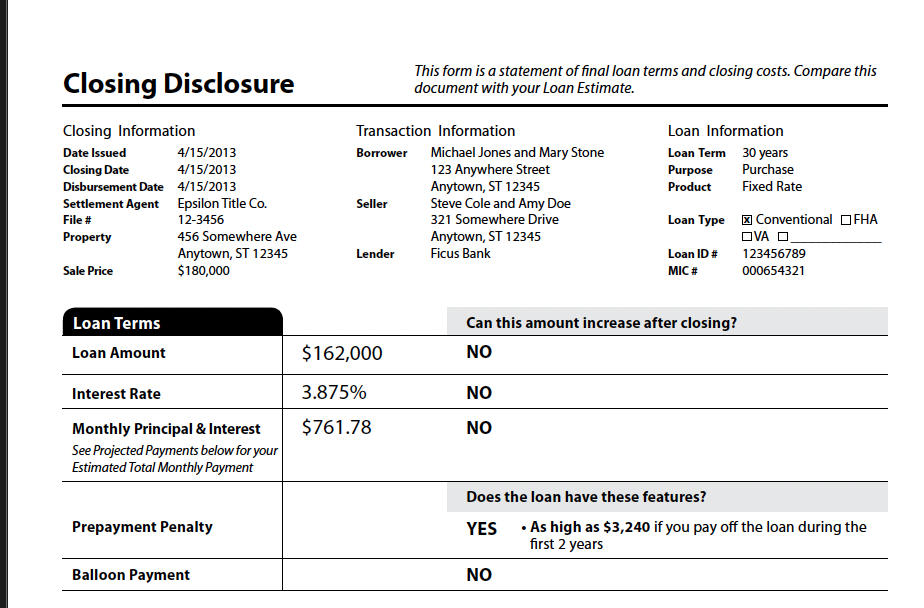 Closing Disclosure
This form is a statement of final loan terms and closing costs. Compare this
document with your Loan Estimate.
Closing Information
Date Issued 4/15/2013
Closing Date 4/15/2013
Disbursement Date 4/15/2013
Settlement Agent Epsilon Title Co.
File # 12-3456
Property 456 Somewhere Ave
Anytown, ST 12345
Sale Price $180,000
Transaction Information
Borrower Michael Jones and Mary Stone
123 Anywhere Street
Anytown, ST 12345
Seller Steve Cole and Amy Doe
321 Somewhere Drive
Anytown, ST 12345
Lender Ficus Bank
Loan Information
Loan Term 30 years
Purpose Purchase
Product Fixed Rate
Loan Type ☒ Conventional ☐ FHA
☐ VA ☐ ______________
Loan ID # 123456789
MIC # 000654321
Loan Terms Can this amount increase after closing?
Loan Amount $162,000 NO
Interest Rate 3.875% NO
Monthly Principal & Interest $761.78 NO
See Projected Payments below for your
Estimated Total Monthly Payment
Does the loan have these features?
Prepayment Penalty YES • As high as $3,240 if you pay off the loan during the
first 2 years
Balloon Payment NO